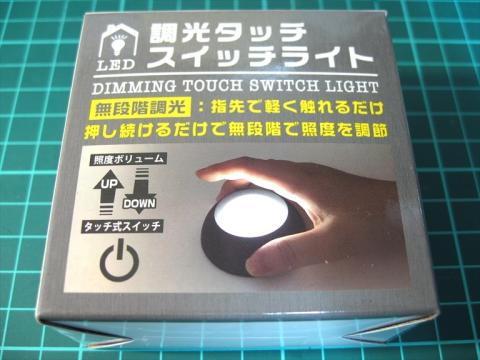 LED
調光タッチ
スイッチライト
DIMMING TOUCH SWITCH LIGHT
無段階調光:指先で軽く触れるだけ
押し続けるだけで無段階で照度を調節
照度ボリューム
UP
DOWN
タッチ式スイッチ